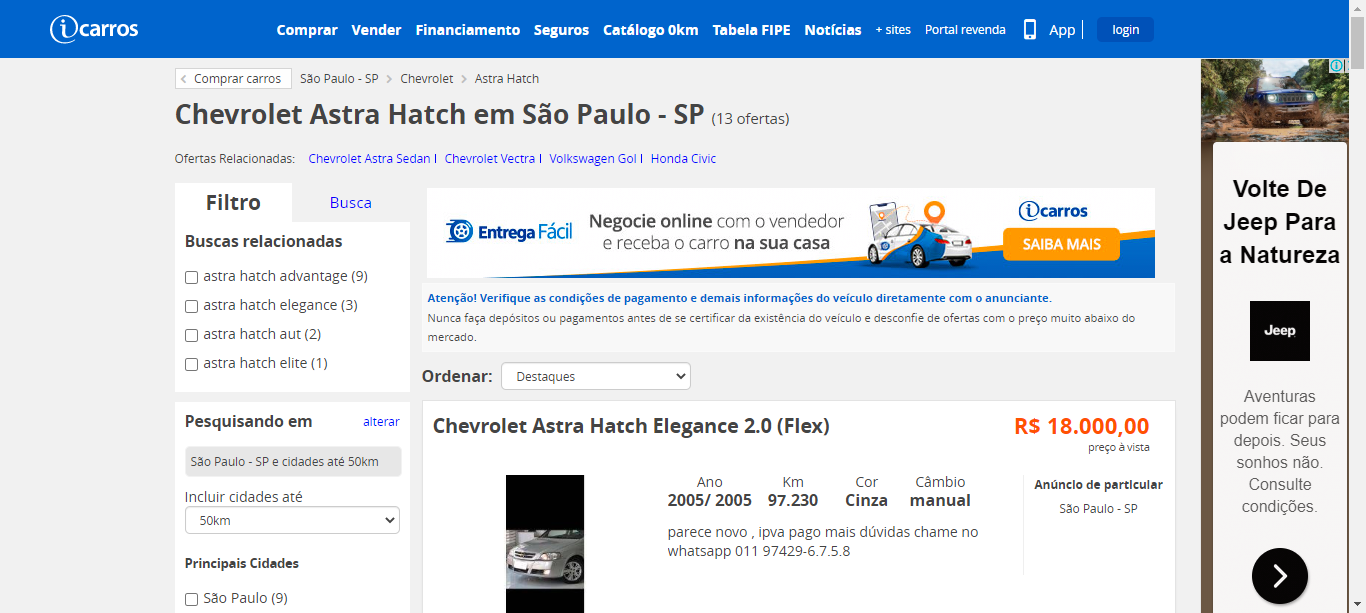 icarros
Comprar Vender Financiamento Seguros Catálogo 0km Tabela FIPE Notícias + sites Portal revenda App login
Comprar carros São Paulo - SP Chevrolet Astra Hatch
Chevrolet Astra Hatch em São Paulo - SP (13 ofertas)
Ofertas Relacionadas: Chevrolet Astra Sedan | Chevrolet Vectra | Volkswagen Gol | Honda Civic
Filtro Busca
Buscas relacionadas
astra hatch advantage (9)
astra hatch elegance (3)
astra hatch aut (2)
astra hatch elite (1)
Pesquisando em alterar
São Paulo - SP e cidades até 50km
Incluir cidades até
50km
Principais Cidades
São Paulo (9)
Entrega Fácil
Negocie online com o vendedor
e receba o carro na sua casa
icarros
SAIBA MAIS
Atenção! Verifique as condições de pagamento e demais informações do veículo diretamente com o anunciante.
Nunca faça depósitos ou pagamentos antes de se certificar da existência do veículo e desconfie de ofertas com o preço muito abaixo do
mercado.
Ordenar: Destaques
Chevrolet Astra Hatch Elegance 2.0 (Flex)
R$ 18.000,00
preço à vista
Ano Km Cor Câmbio
2005/ 2005 97.230 Cinza manual
parece novo , ipva pago mais dúvidas chame no
whatsapp 011 97429-6.7.5.8
Anúncio de particular
São Paulo - SP
Volte De
Jeep Para
a Natureza
Jeep
Aventuras
podem ficar para
depois. Seus
sonhos não.
Consulte
condições.